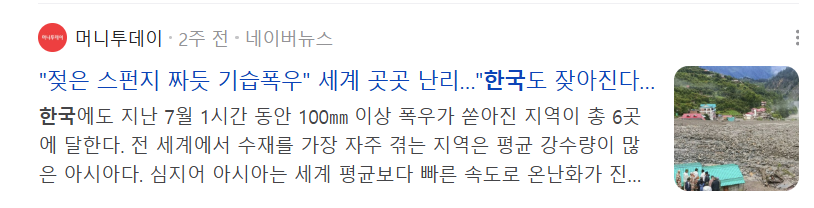 머니투데이 · 2주 전 · 네이버뉴스
"젖은 스펀지 짜듯 기습폭우" 세계 곳곳 난리..."한국도 잦아진다...
한국에도 지난 7월 1시간 동안 100㎜ 이상 폭우가 쏟아진 지역이 총 6곳
에 달한다. 전 세계에서 수재를 가장 자주 겪는 지역은 평균 강수량이 많
은 아시아다. 심지어 아시아는 세계 평균보다 빠른 속도로 온난화가 진...